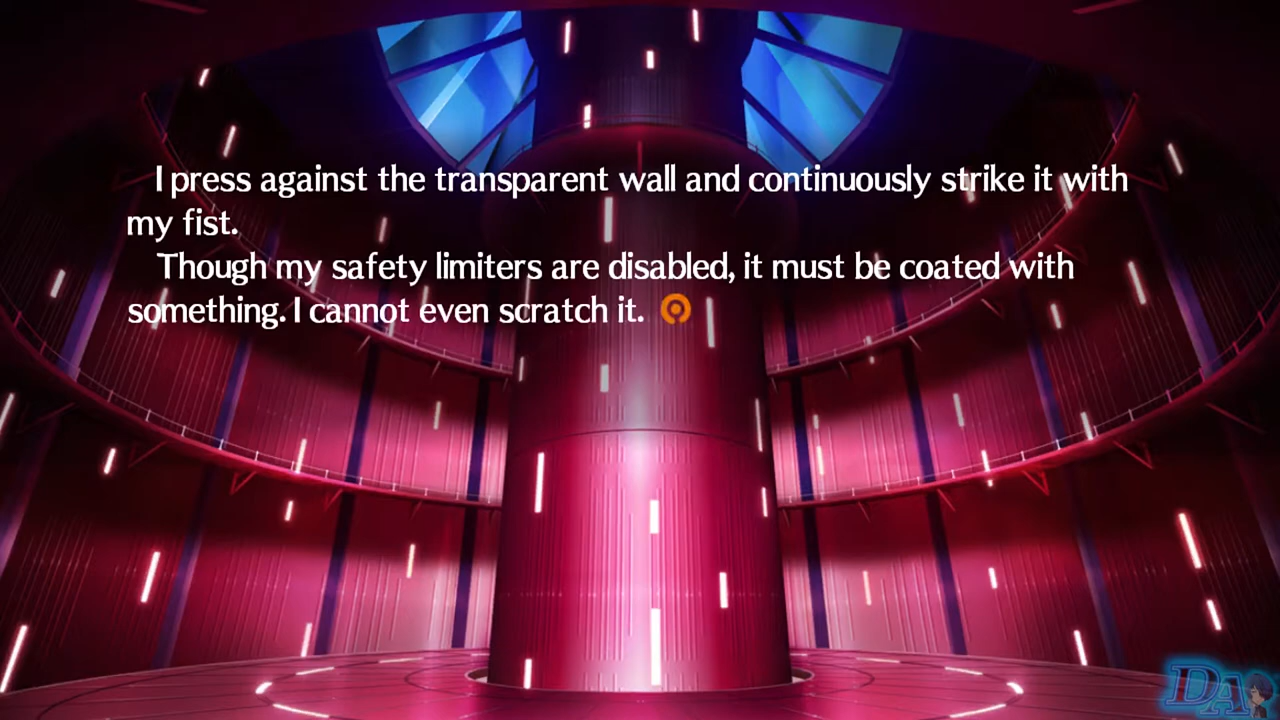 I press against the transparent wall and continuously strike it with
my fist.
Though my safety limiters are disabled, it must be coated with
something. I cannot even scratch it.
DA